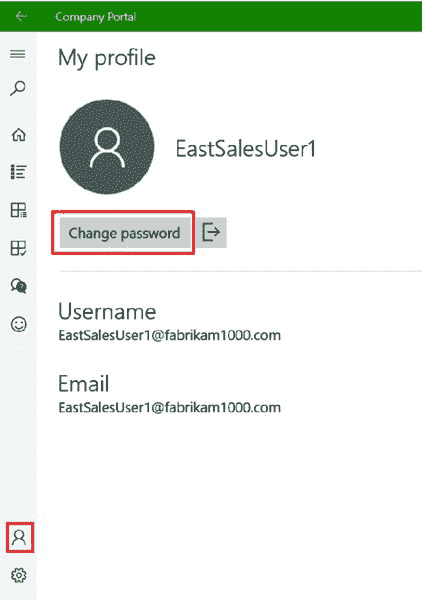 Company Portal
My profile
EastSalesUser1
Change password
Username
EastSalesUser1@fabrikam1000.com
Email
EastSalesUser1@fabrikam1000.com